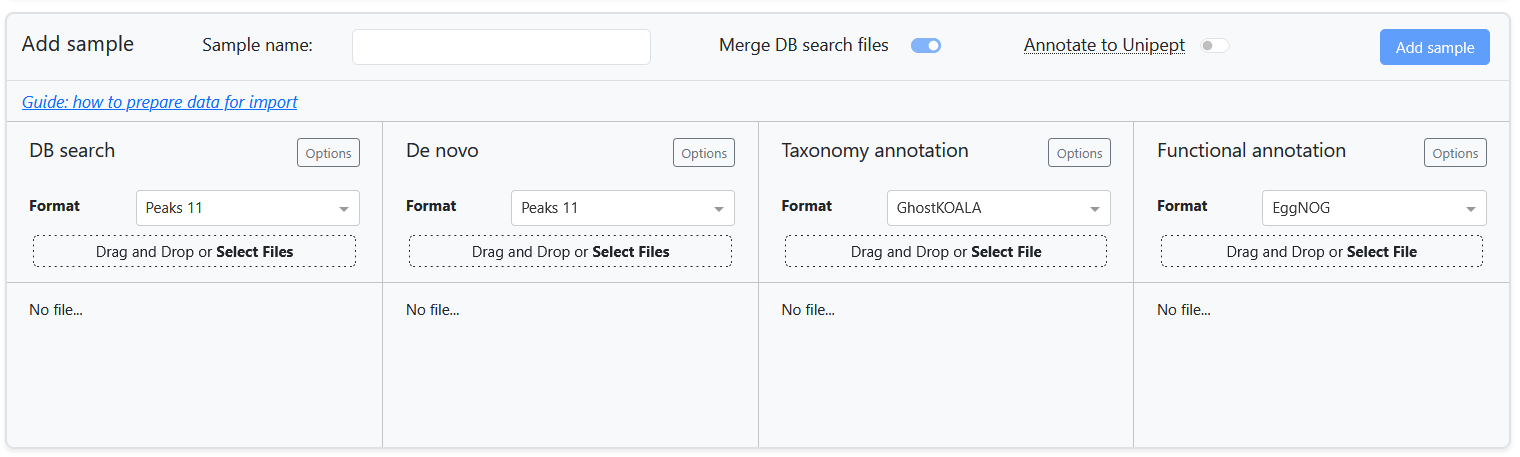 Add sample Sample name: Merge DB search files Annotate to Unipept Add sample
Guide: how to prepare data for import
DB search Options De novo Options Taxonomy annotation Options Functional annotation Options
Format Peaks 11 Format Peaks 11 Format GhostKOALA Format EggNOG
Drag and Drop or Select Files Drag and Drop or Select Files Drag and Drop or Select File Drag and Drop or Select File
No file... No file... No file... No file...